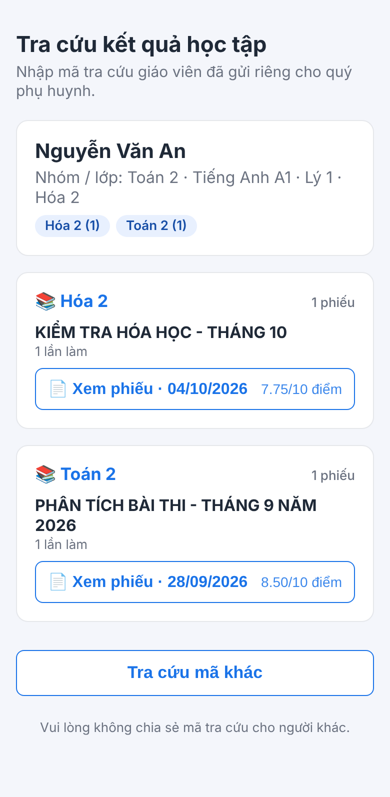 Tra cứu kết quả học tập
Nhập mã tra cứu giáo viên đã gửi riêng cho quý
phụ huynh.
Nguyễn Văn An
Nhóm / lớp: Toán 2 · Tiếng Anh A1 · Lý 1 ·
Hóa 2
Hóa 2 (1) Toán 2 (1)
Hóa 2 1 phiếu
KIỂM TRA HÓA HỌC - THÁNG 10
1 lần làm
Xem phiếu · 04/10/2026 7.75/10 điểm
Toán 2 1 phiếu
PHÂN TÍCH BÀI THI - THÁNG 9 NĂM
2026
1 lần làm
Xem phiếu · 28/09/2026 8.50/10 điểm
Tra cứu mã khác
Vui lòng không chia sẻ mã tra cứu cho người khác.